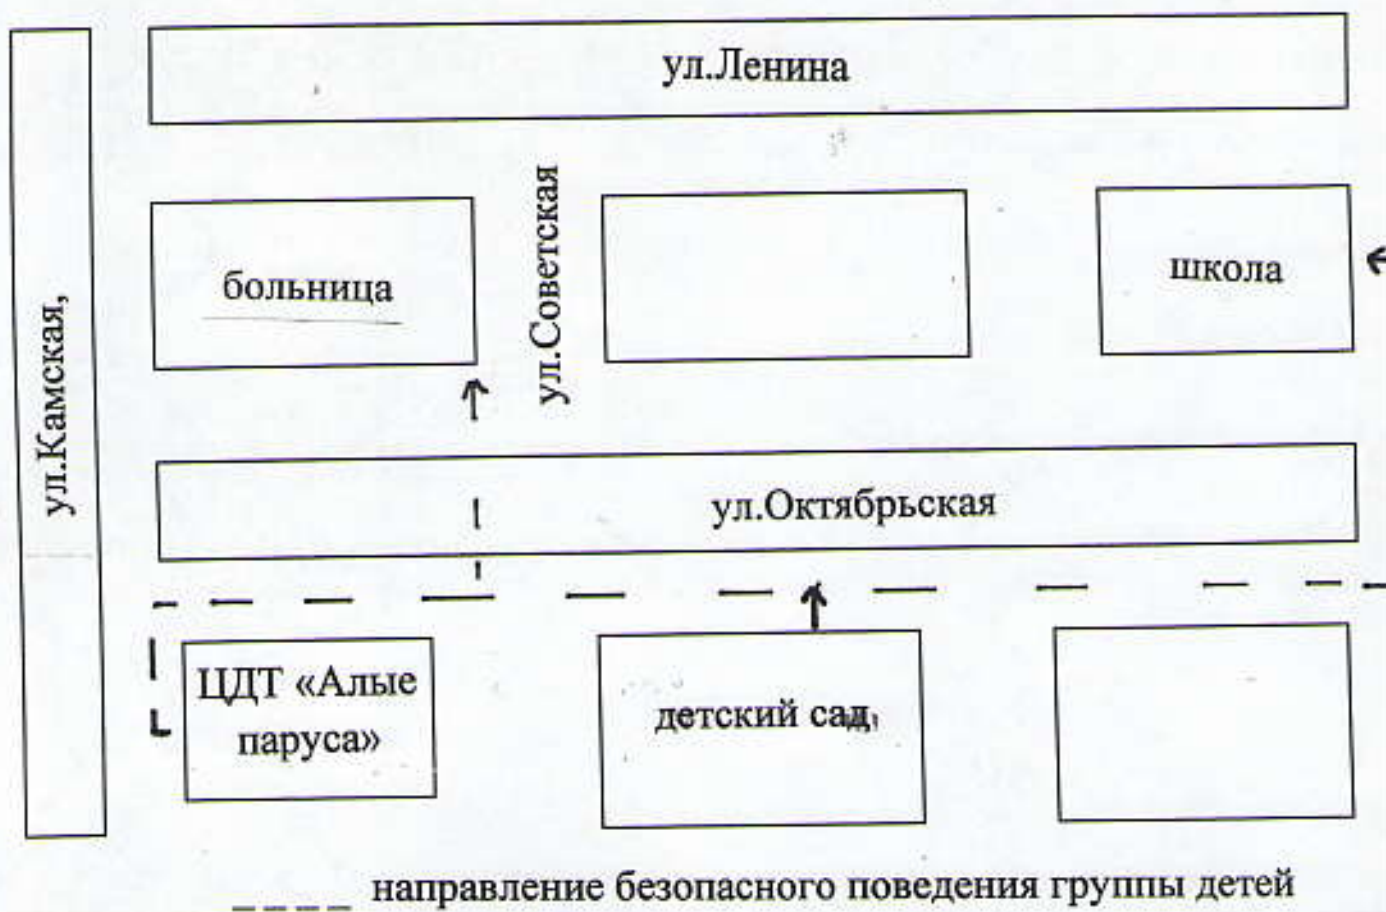 ул.Ленина
ул.Камская,
ул.Советская
больница
школа
ул.Октябрьская
ЦДТ «Алые
паруса»
детский сад,
направление безопасного поведения группы детей